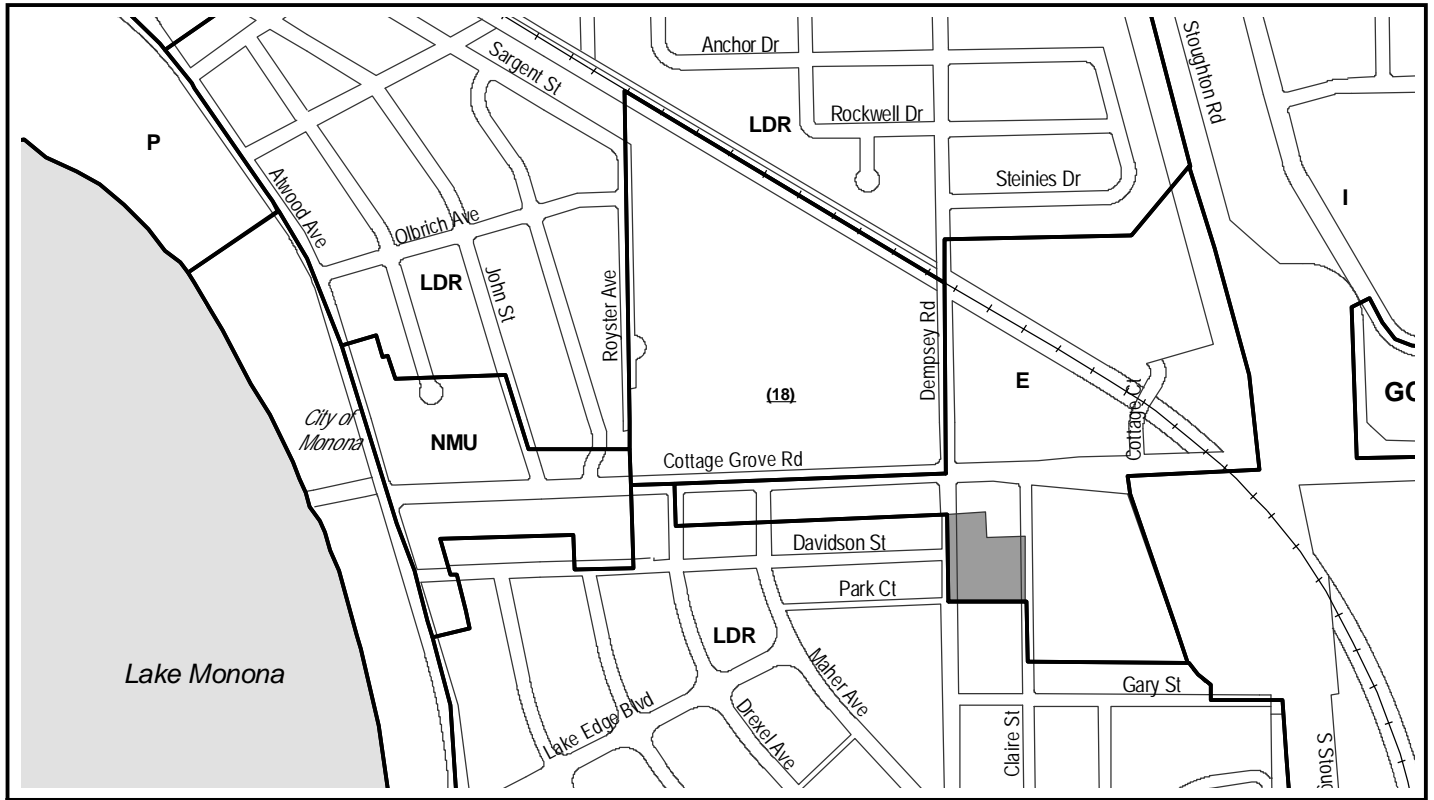 Anchor Dr
Sargent St
Stoughton Rd
Rockwell Dr
LDR
P
Steinies Dr
Atwood Ave
I
Olbrich Ave
LDR
John St
Royster Ave
Dempsey Rd
E
(18)
Cottage Ct
GC
City of
Monona
NMU
Cottage Grove Rd
Davidson St
Park Ct
LDR
Lake Monona
Maher Ave
Gary St
Lake Edge Blvd
Drexel Ave
Claire St
S Stoug